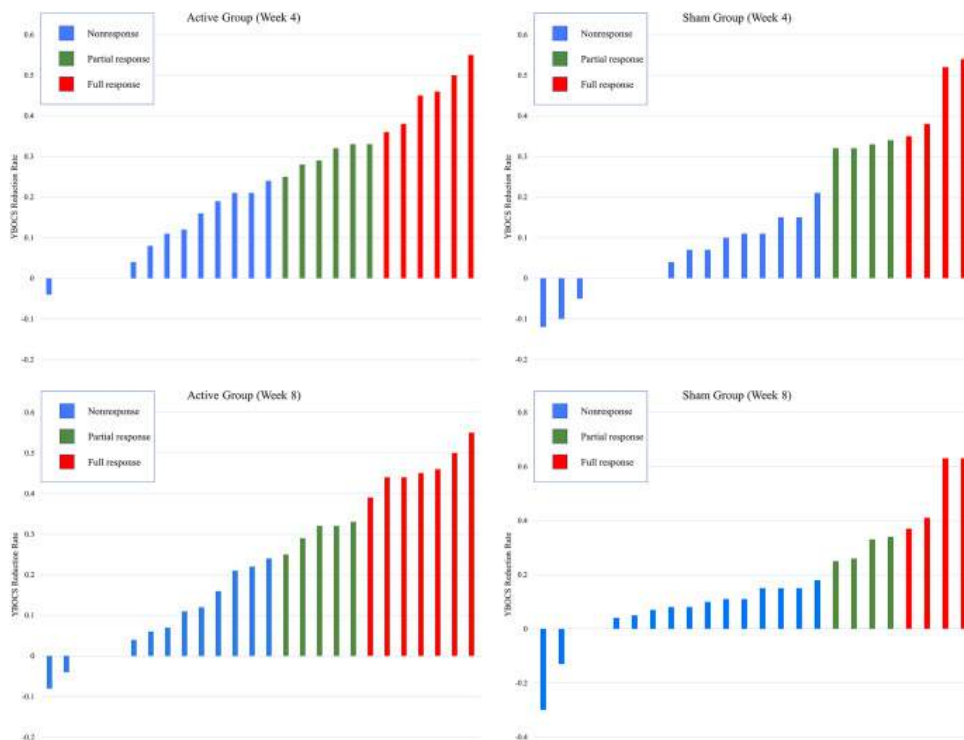 Active Group (Week 4)
Nonresponse
Partial response
Full response
YBOCS Reduction Rate
0.6
0.5
0.4
0.3
0.2
0.1
0
-0.1
-0.2
Sham Group (Week 4)
Nonresponse
Partial response
Full response
YBOCS Reduction Rate
0.6
0.5
0.4
0.3
0.2
0.1
0
-0.1
-0.2
Active Group (Week 8)
Nonresponse
Partial response
Full response
YBOCS Reduction Rate
0.6
0.5
0.4
0.3
0.2
0.1
0
-0.1
-0.2
Sham Group (Week 8)
Nonresponse
Partial response
Full response
YBOCS Reduction Rate
0.8
0.6
0.4
0.2
0
-0.2
-0.4
-0.6